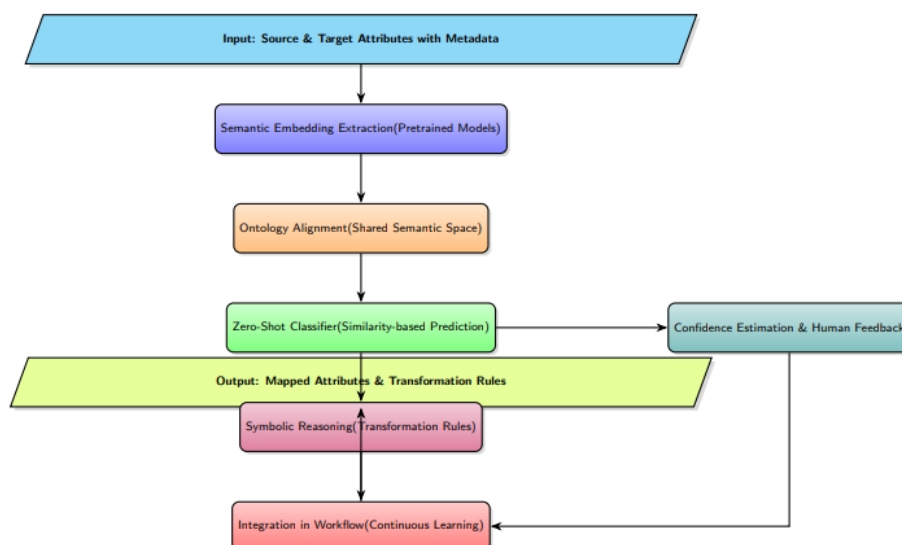 Input: Source & Target Attributes with Metadata
Semantic Embedding Extraction(Pretrained Models)
Ontology Alignment(Shared Semantic Space)
Zero-Shot Classifier(Similarity-based Prediction)
Confidence Estimation & Human Feedback
Output: Mapped Attributes & Transformation Rules
Symbolic Reasoning(Transformation Rules)
Integration in Workflow(Continuous Learning)